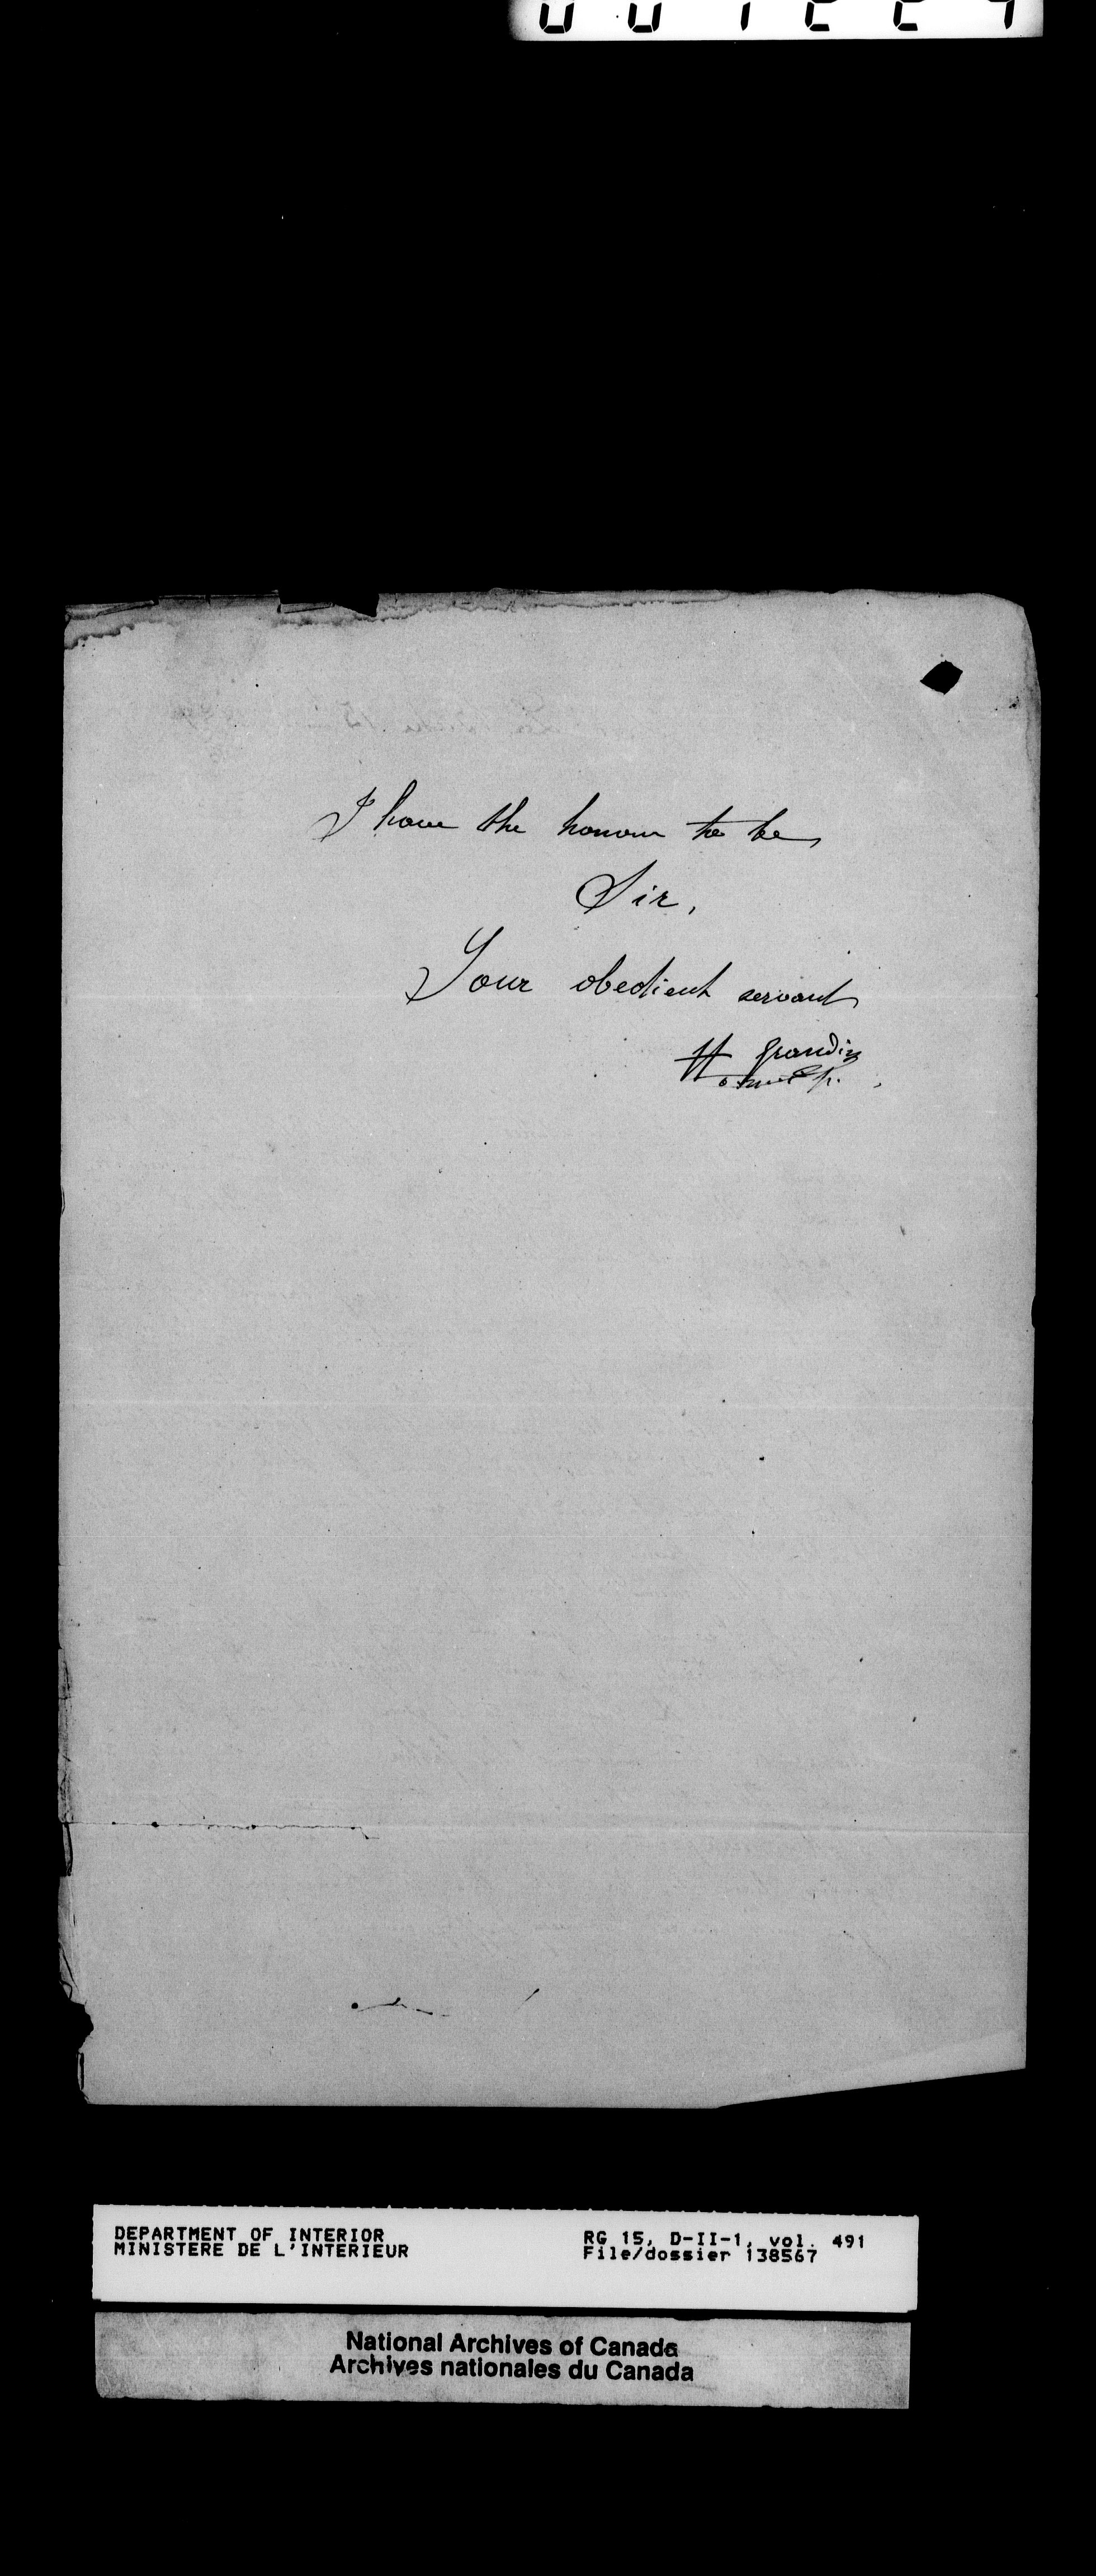 I have the honour to be
Sir,
Your obedient servant
H Grandin
o.m.i.
DEPARTMENT OF INTERIOR
MINISTERE DE L'INTERIEUR
RG 15, D-II-1, vol. 491
File/dossier 138567
National Archives of Canada
Archives nationales du Canada